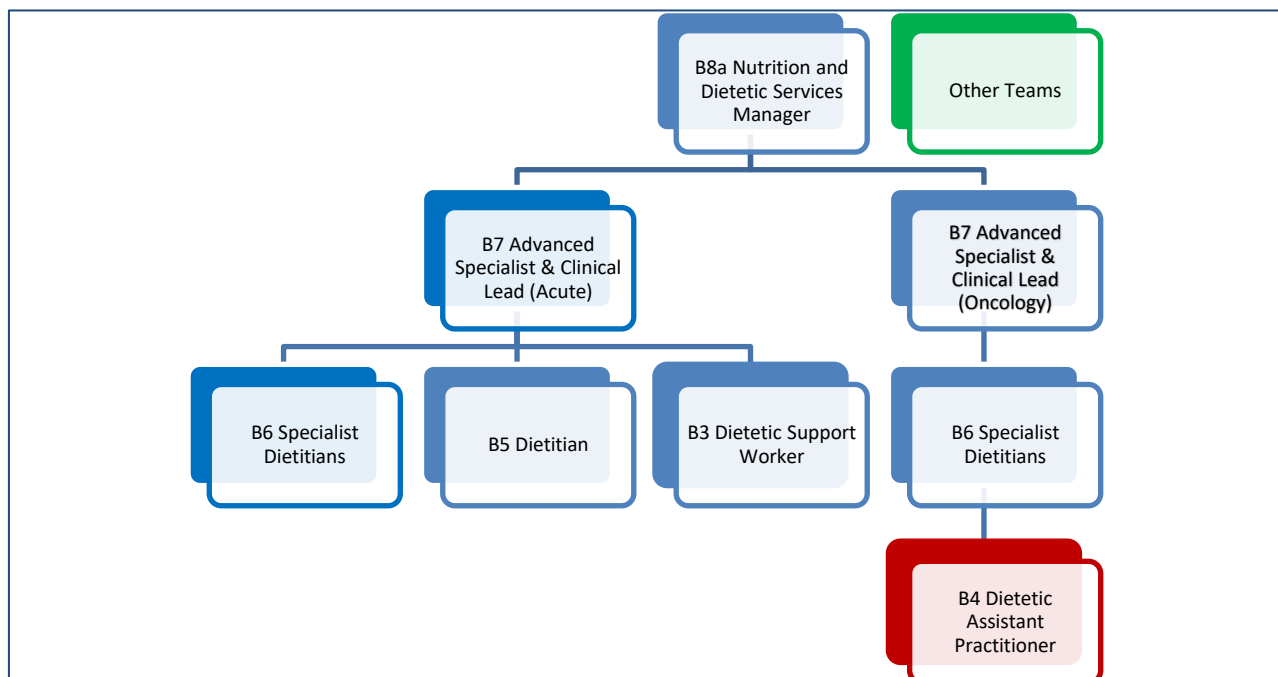 B8a Nutrition and
Dietetic Services
Manager
Other Teams
B7 Advanced
Specialist & Clinical
Lead (Acute)
B7 Advanced
Specialist &
Clinical Lead
(Oncology)
B6 Specialist
Dietitians
B5 Dietitian
B3 Dietetic Support
Worker
B6 Specialist
Dietitians
B4 Dietetic
Assistant
Practitioner